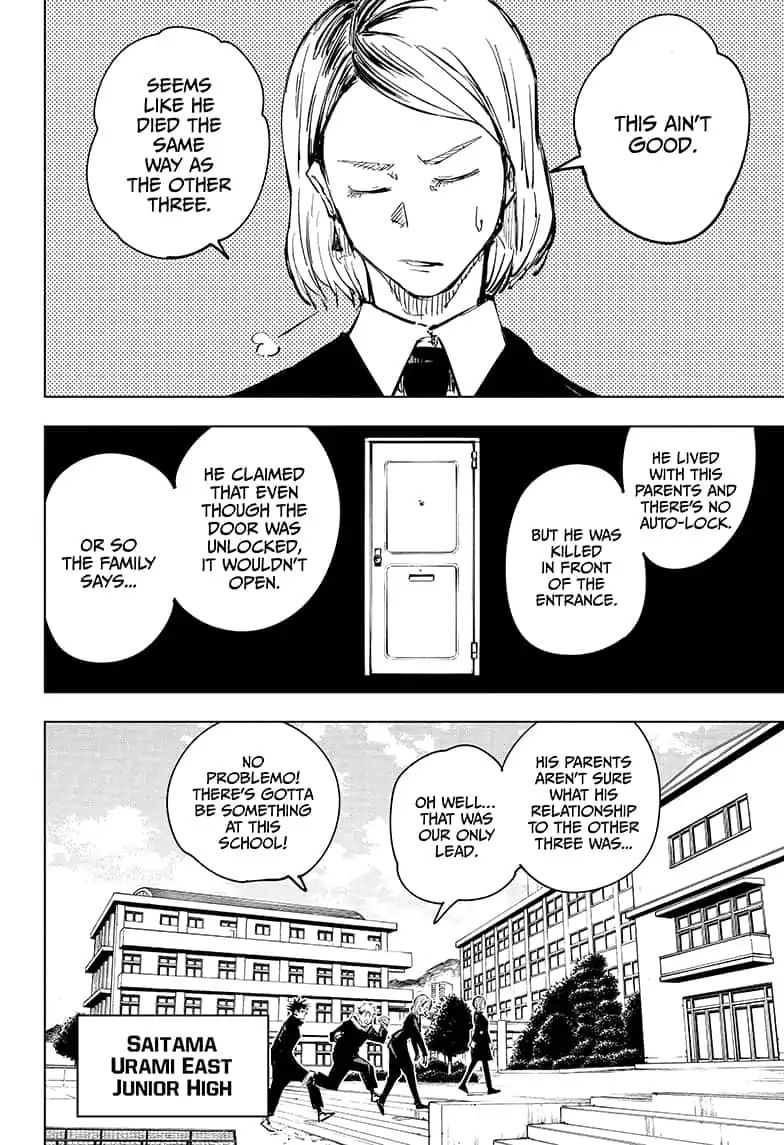 THIS AIN'T
GOOD.
SEEMS
LIKE HE
DIED THE
SAME
WAY AS
THE OTHER
THREE.
HE LIVED
WITH THIS
PARENTS AND
THERE'S NO
AUTO-LOCK.
BUT HE WAS
KILLED
IN FRONT
OF THE
ENTRANCE.
HE CLAIMED
THAT EVEN
THOUGH THE
DOOR WAS
UNLOCKED,
IT WOULDN'T
OPEN.
OR SO
THE FAMILY
SAYS...
HIS PARENTS
AREN'T SURE
WHAT HIS
RELATIONSHIP
TO THE OTHER
THREE WAS...
OH WELL...
THAT WAS
OUR ONLY
LEAD.
NO
PROBLEMO!
THERE'S GOTTA
BE SOMETHING
AT THIS
SCHOOL!
SAITAMA
URAMI EAST
JUNIOR HIGH